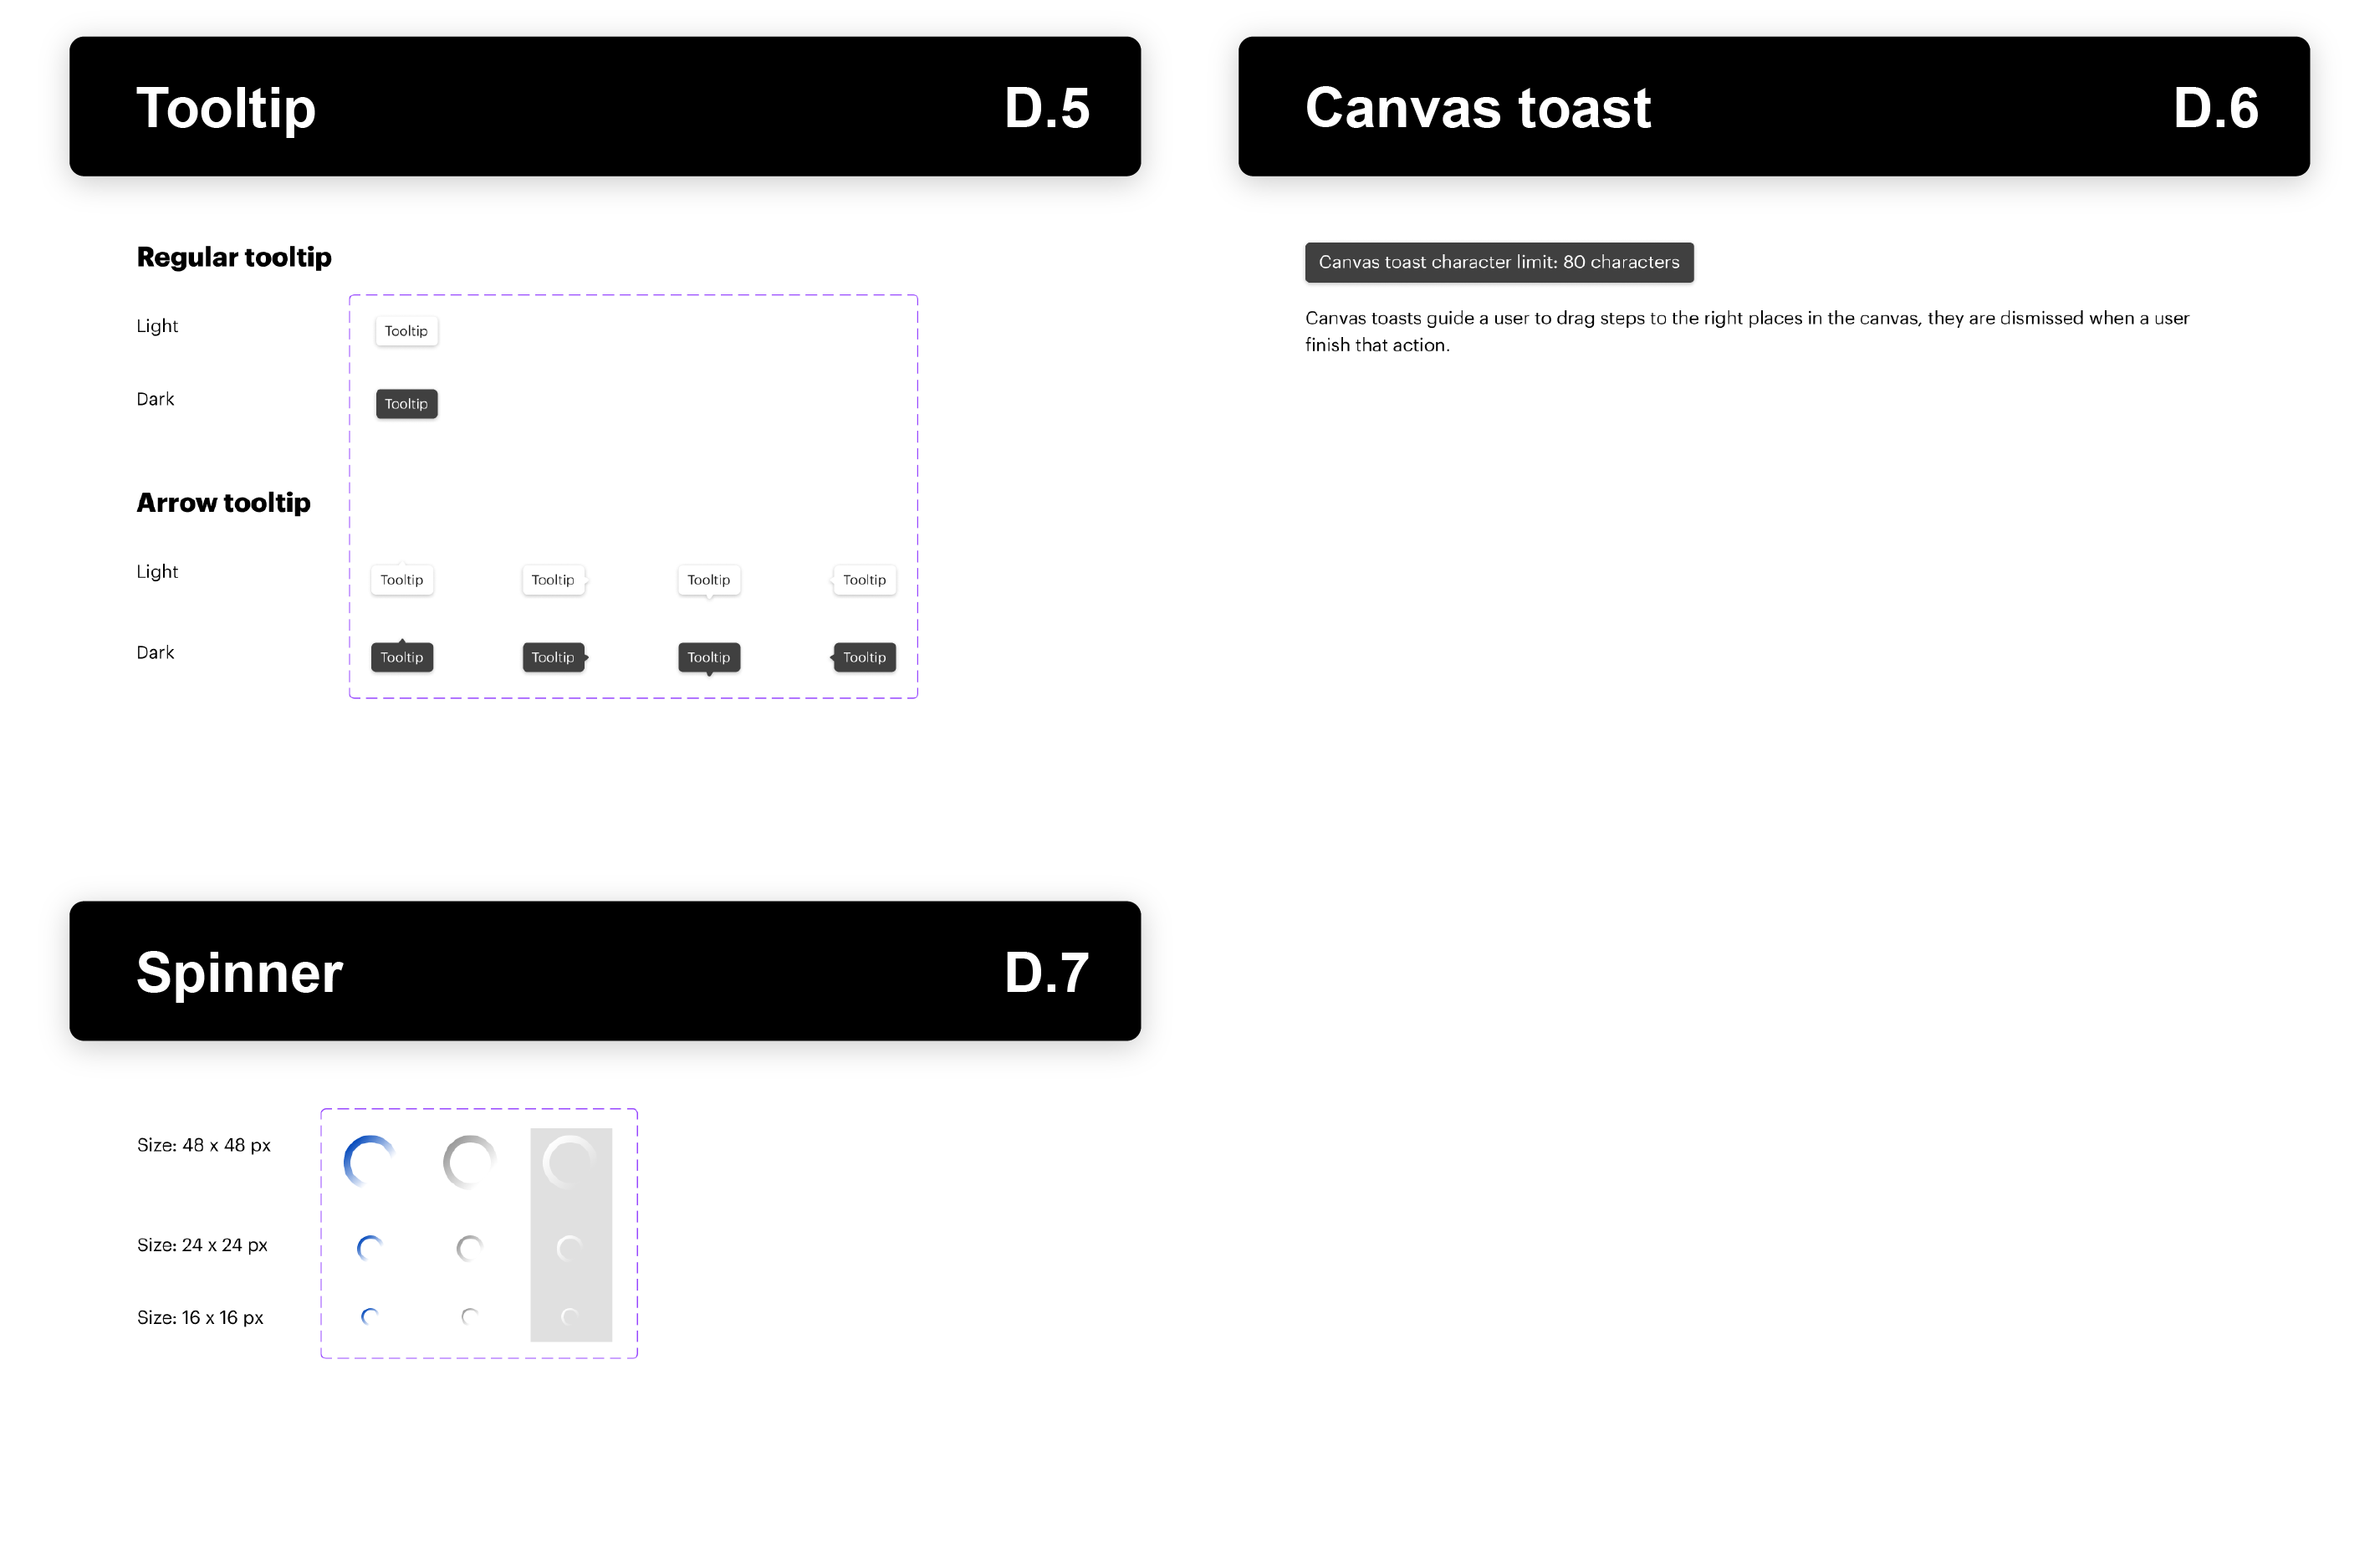 Tooltip D.5
Regular tooltip
Light
Tooltip
Dark
Tooltip
Arrow tooltip
Light
Tooltip Tooltip Tooltip Tooltip
Dark
Tooltip Tooltip Tooltip Tooltip
Canvas toast D.6
Canvas toast character limit: 80 characters
Canvas toasts guide a user to drag steps to the right places in the canvas, they are dismissed when a user
finish that action.
Spinner D.7
Size: 48 x 48 px
Size: 24 x 24 px
Size: 16 x 16 px